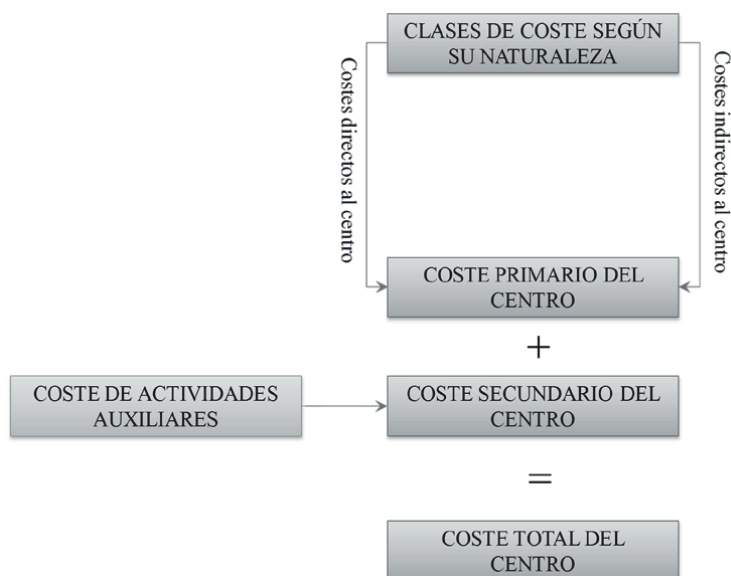 CLASES DE COSTE SEGÚN
SU NATURALEZA
Costes directos al centro
Costes indirectos al centro
COSTE PRIMARIO DEL
CENTRO
+
COSTE DE ACTIVIDADES
AUXILIARES
COSTE SECUNDARIO DEL
CENTRO
=
COSTE TOTAL DEL
CENTRO